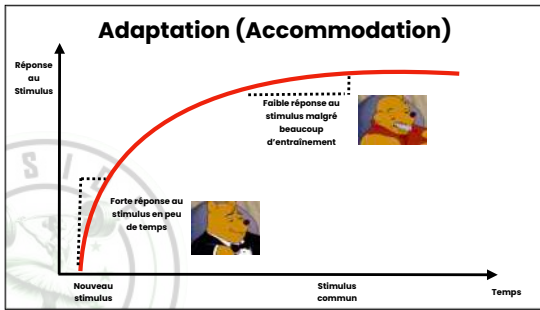 Adaptation (Accommodation)
Réponse
au
Stimulus
Faible réponse au
stimulus malgré
beaucoup
d'entraînement
Forte réponse au
stimulus en peu
de temps
Nouveau
stimulus
Stimulus
commun
Temps